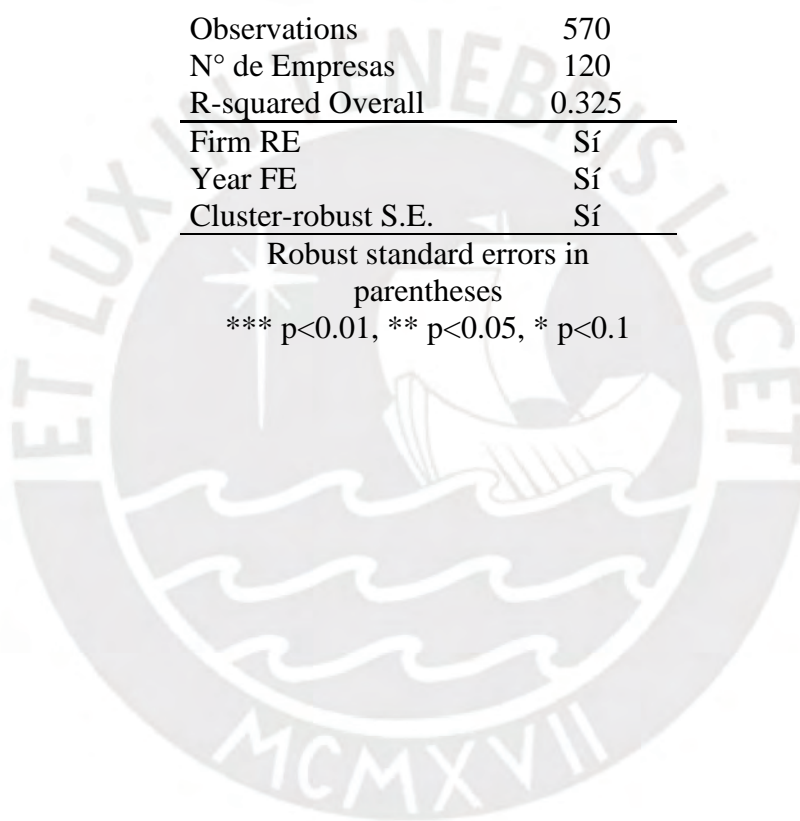 Observations 570
N° de Empresas 120
R-squared Overall 0.325
Firm RE Sí
Year FE Sí
Cluster-robust S.E. Sí
Robust standard errors in
parentheses
*** p<0.01, ** p<0.05, * p<0.1
ET LUX IN TENEBRIS LUCET
MCMXVII